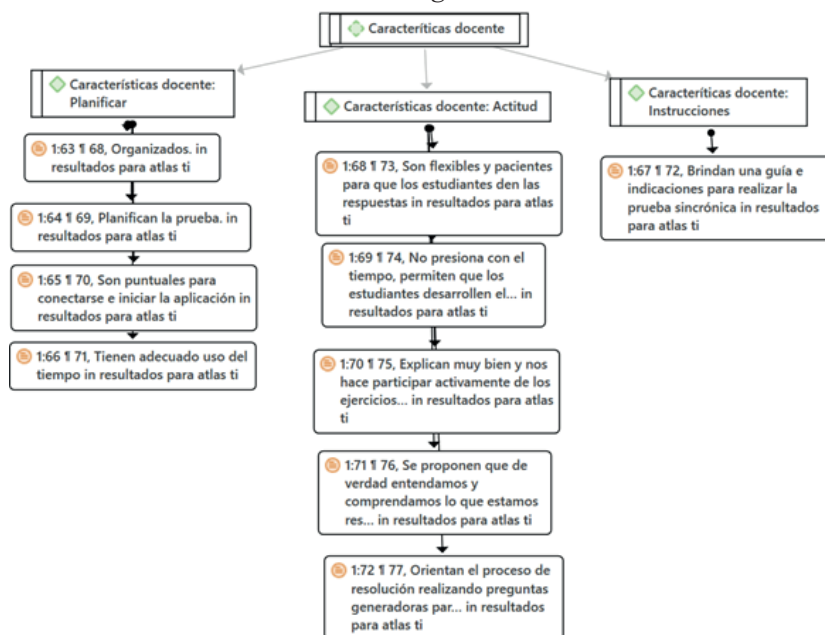 Caracteríticas docente
Características docente:
Planificar
1:63 ¶ 68, Organizados. in
resultados para atlas ti
1:64 ¶ 69, Planifican la prueba. in
resultados para atlas ti
1:65 ¶ 70, Son puntuales para
conectarse e iniciar la aplicación in
resultados para atlas ti
1:66 ¶ 71, Tienen adecuado uso del
tiempo in resultados para atlas ti
Características docente: Actitud
1:68 ¶ 73, Son flexibles y pacientes
para que los estudiantes den las
respuestas in resultados para atlas
ti
1:69 ¶ 74, No presiona con el
tiempo, permiten que los
estudiantes desarrollen el... in
resultados para atlas ti
1:70 ¶ 75, Explican muy bien y nos
hace participar activamente de los
ejercicios... in resultados para atlas
ti
1:71 ¶ 76, Se proponen que de
verdad entendamos y
comprendamos lo que estamos
res... in resultados para atlas ti
1:72 ¶ 77, Orientan el proceso de
resolución realizando preguntas
generadoras par... in resultados
para atlas ti
Caracteríticas docente:
Instrucciones
1:67 ¶ 72, Brindan una guía e
indicaciones para realizar la
prueba sincrónica in resultados
para atlas ti